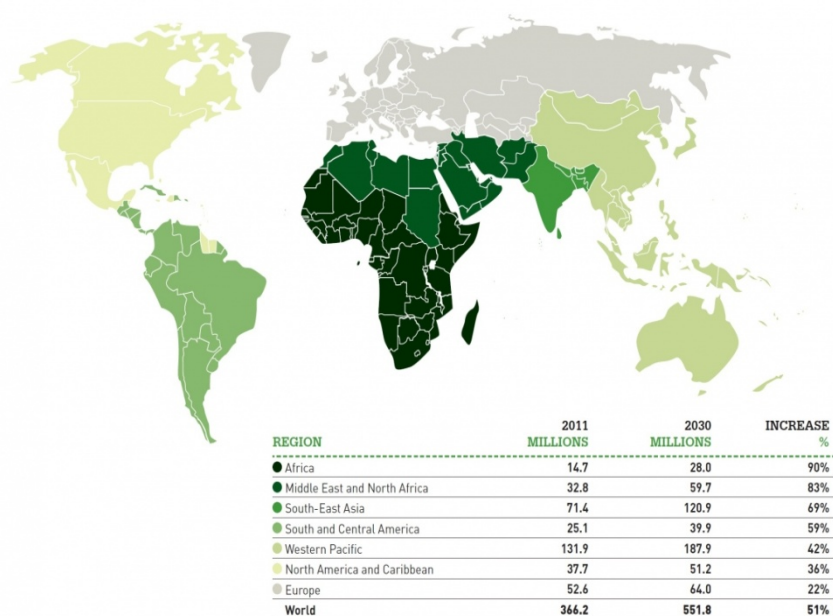 2011 2030 INCREASE
REGION MILLIONS MILLIONS %
Africa 14.7 28.0 90%
Middle East and North Africa 32.8 59.7 83%
South-East Asia 71.4 120.9 69%
South and Central America 25.1 39.9 59%
Western Pacific 131.9 187.9 42%
North America and Caribbean 37.7 51.2 36%
Europe 52.6 64.0 22%
World 366.2 551.8 51%